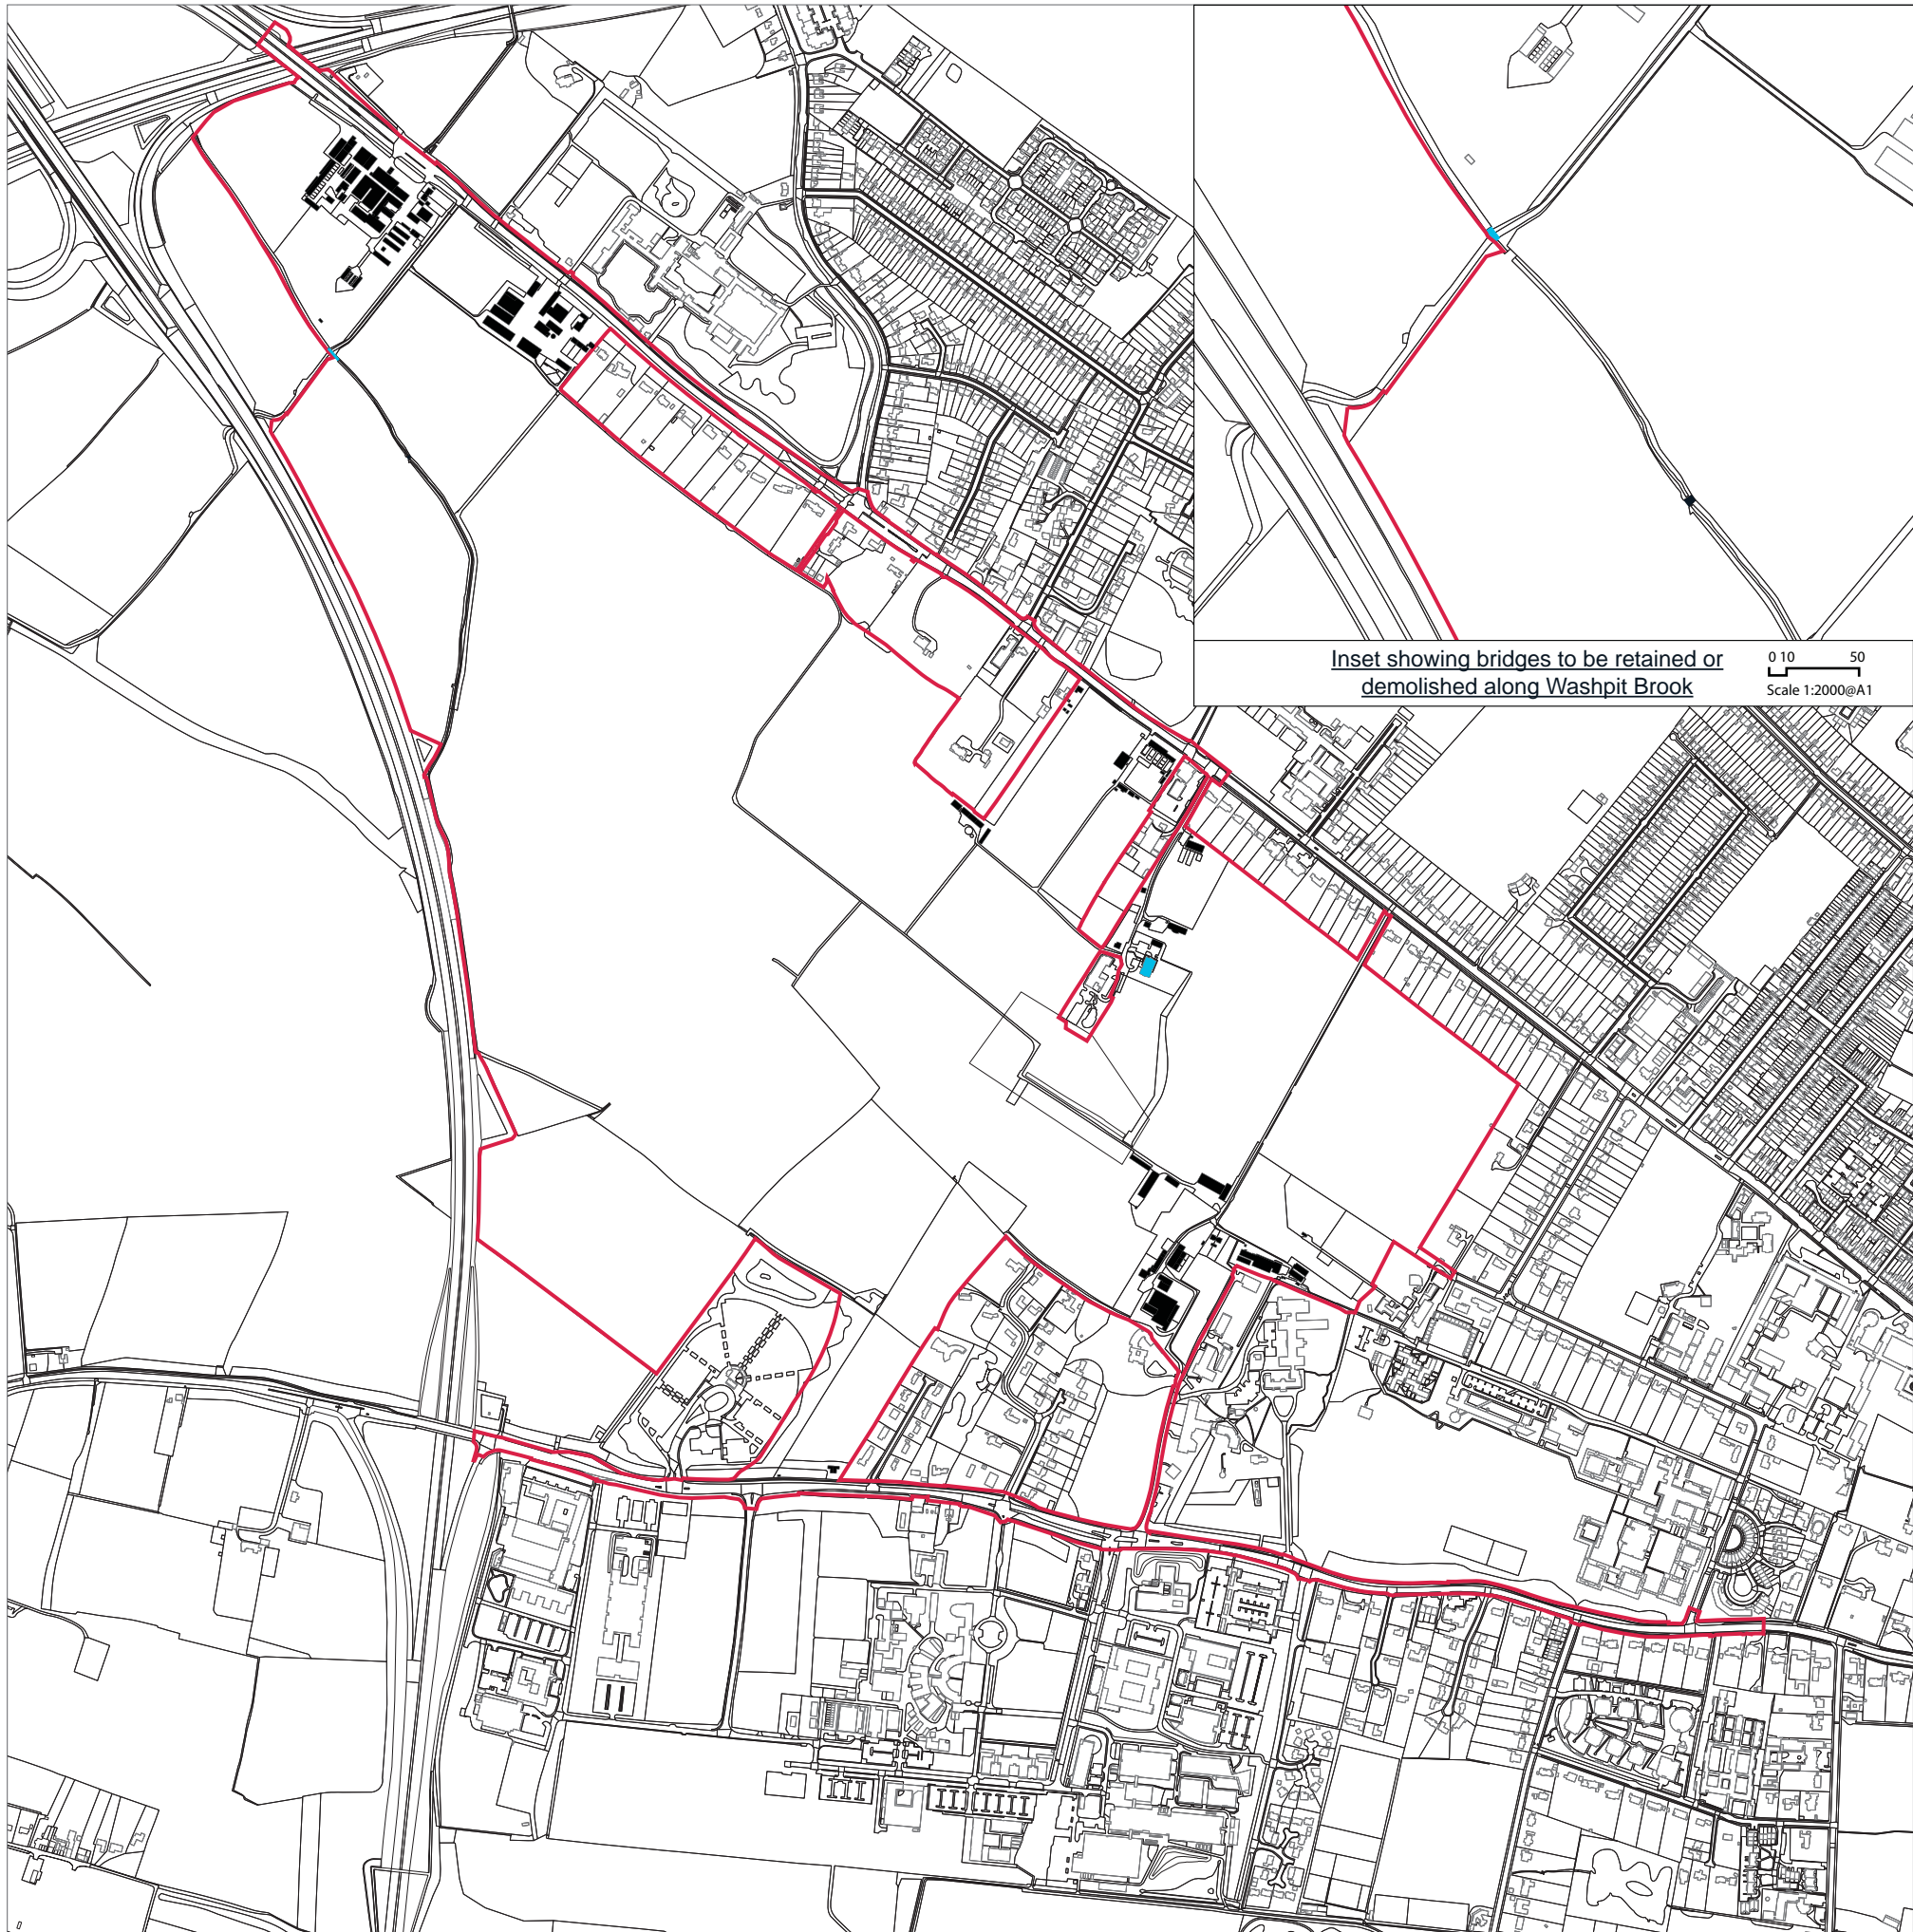 Inset showing bridges to be retained or
demolished along Washpit Brook
0 10 50
Scale 1:2000@A1